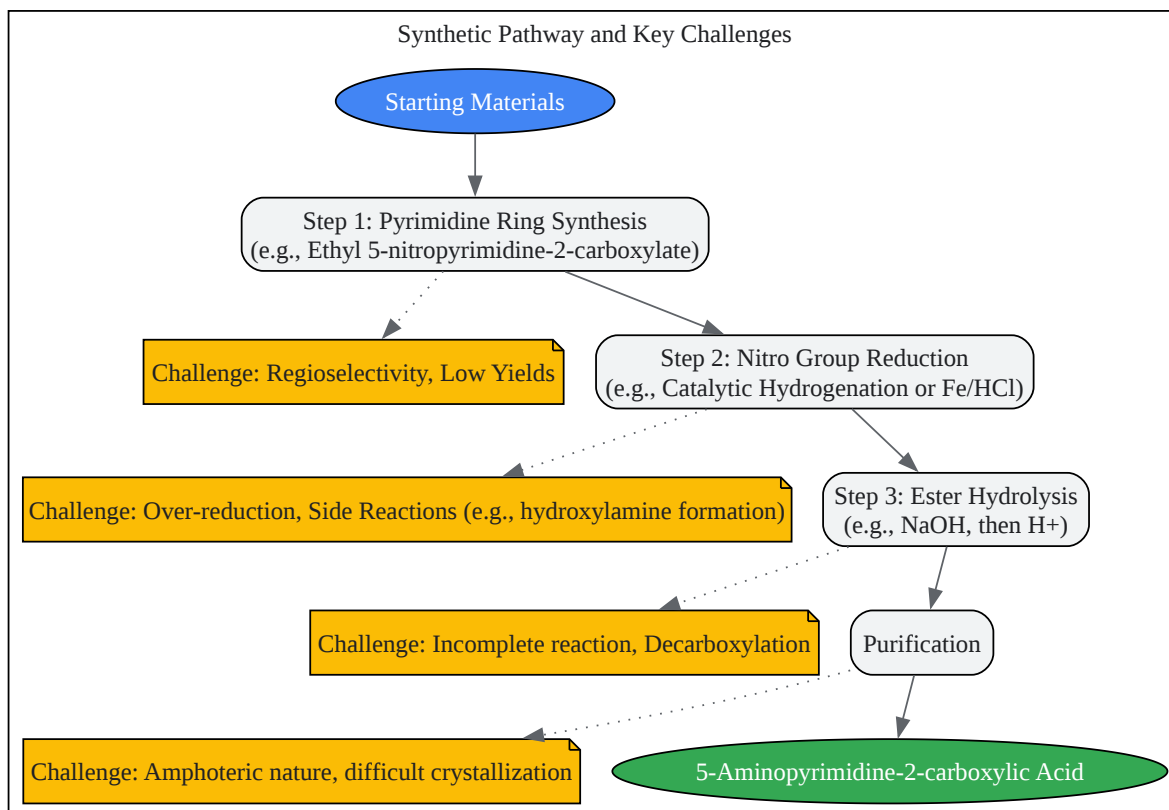 Synthetic Pathway and Key Challenges
Starting Materials
Step 1: Pyrimidine Ring Synthesis
(e.g., Ethyl 5-nitropyrimidine-2-carboxylate)
Challenge: Regioselectivity, Low Yields
Step 2: Nitro Group Reduction
(e.g., Catalytic Hydrogenation or Fe/HCl)
Challenge: Over-reduction, Side Reactions (e.g., hydroxylamine formation)
Step 3: Ester Hydrolysis
(e.g., NaOH, then H+)
Challenge: Incomplete reaction, Decarboxylation
Purification
Challenge: Amphoteric nature, difficult crystallization
5-Aminopyrimidine-2-carboxylic Acid